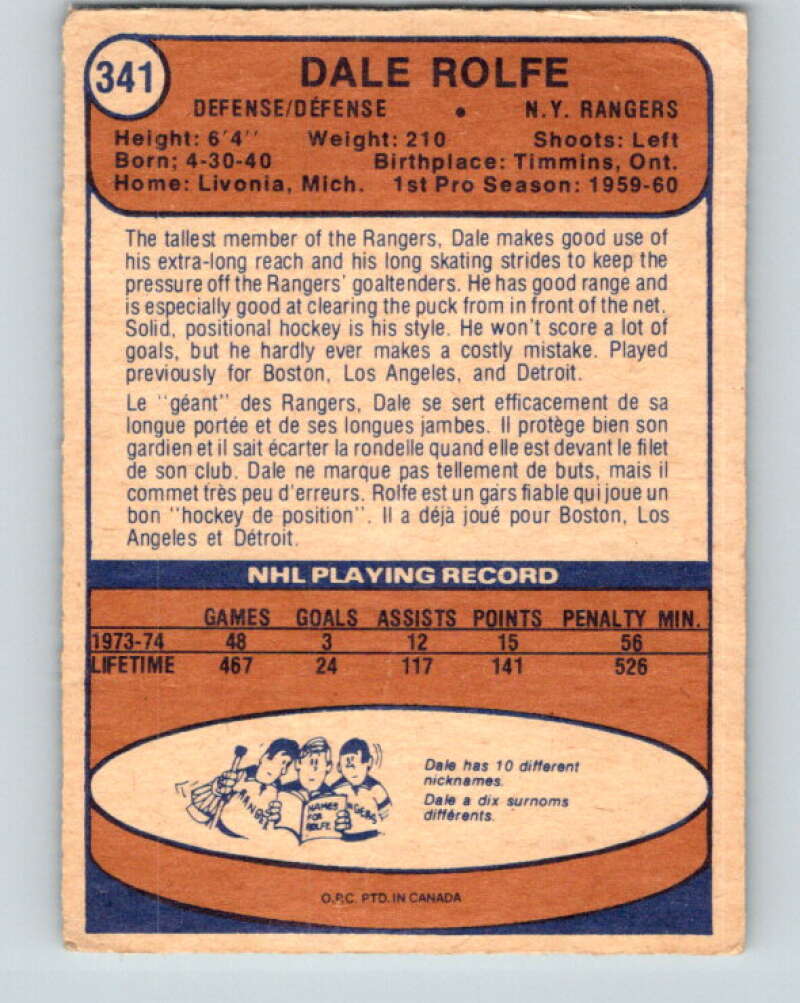 341
DALE ROLFE
DEFENSE/DÉFENSE • N.Y. RANGERS
Height: 6'4" Weight: 210 Shoots: Left
Born: 4-30-40 Birthplace: Timmins, Ont.
Home: Livonia, Mich. 1st Pro Season: 1959-60
The tallest member of the Rangers, Dale makes good use of
his extra-long reach and his long skating strides to keep the
pressure off the Rangers' goaltenders. He has good range and
is especially good at clearing the puck from in front of the net.
Solid, positional hockey is his style. He won't score a lot of
goals, but he hardly ever makes a costly mistake. Played
previously for Boston, Los Angeles, and Detroit.
Le "géant" des Rangers, Dale se sert efficacement de sa
longue portée et de ses longues jambes. Il protège bien son
gardien et il sait écarter la rondelle quand elle est devant le filet
de son club. Dale ne marque pas tellement de buts, mais il
commet très peu d'erreurs. Rolfe est un gars fiable qui joue un
bon "hockey de position". Il a déjà joué pour Boston, Los
Angeles et Détroit.
NHL PLAYING RECORD
GAMES GOALS ASSISTS POINTS PENALTY MIN.
1973-74 48 3 12 15 56
LIFETIME 467 24 117 141 526
RANGER
NAMES
FOR
ROLFE
Dale has 10 different
nicknames.
Dale a dix surnoms
différents.
O.P.C. PTD. IN CANADA